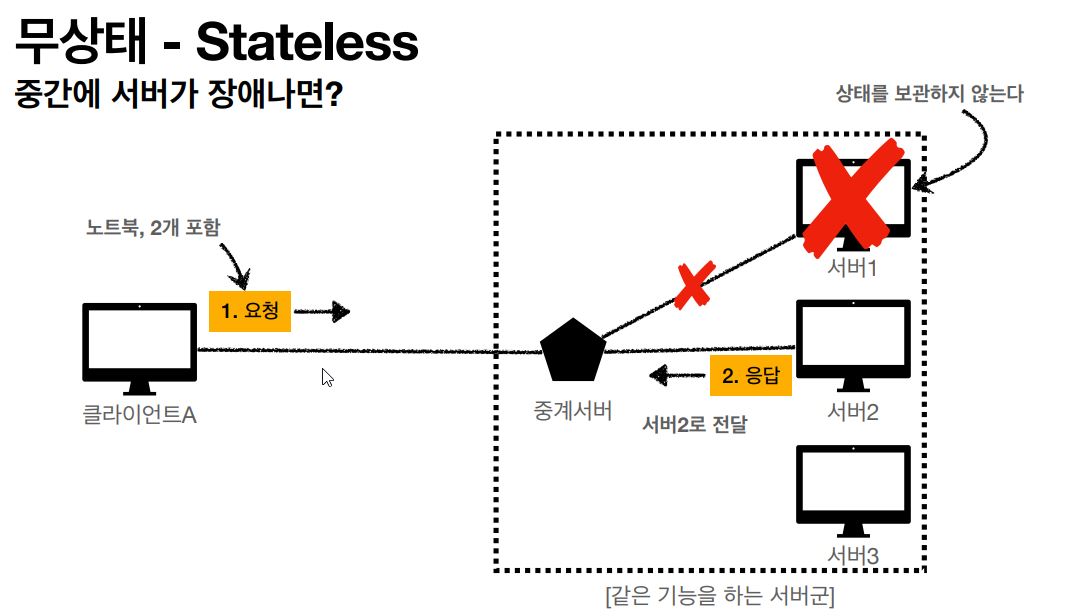 무상태 - Stateless
중간에 서버가 장애나면?
상태를 보관하지 않는다
노트북, 2개 포함
1. 요청
서버1
클라이언트A
중계서버
2. 응답
서버2로 전달
서버2
서버3
[같은 기능을 하는 서버군]